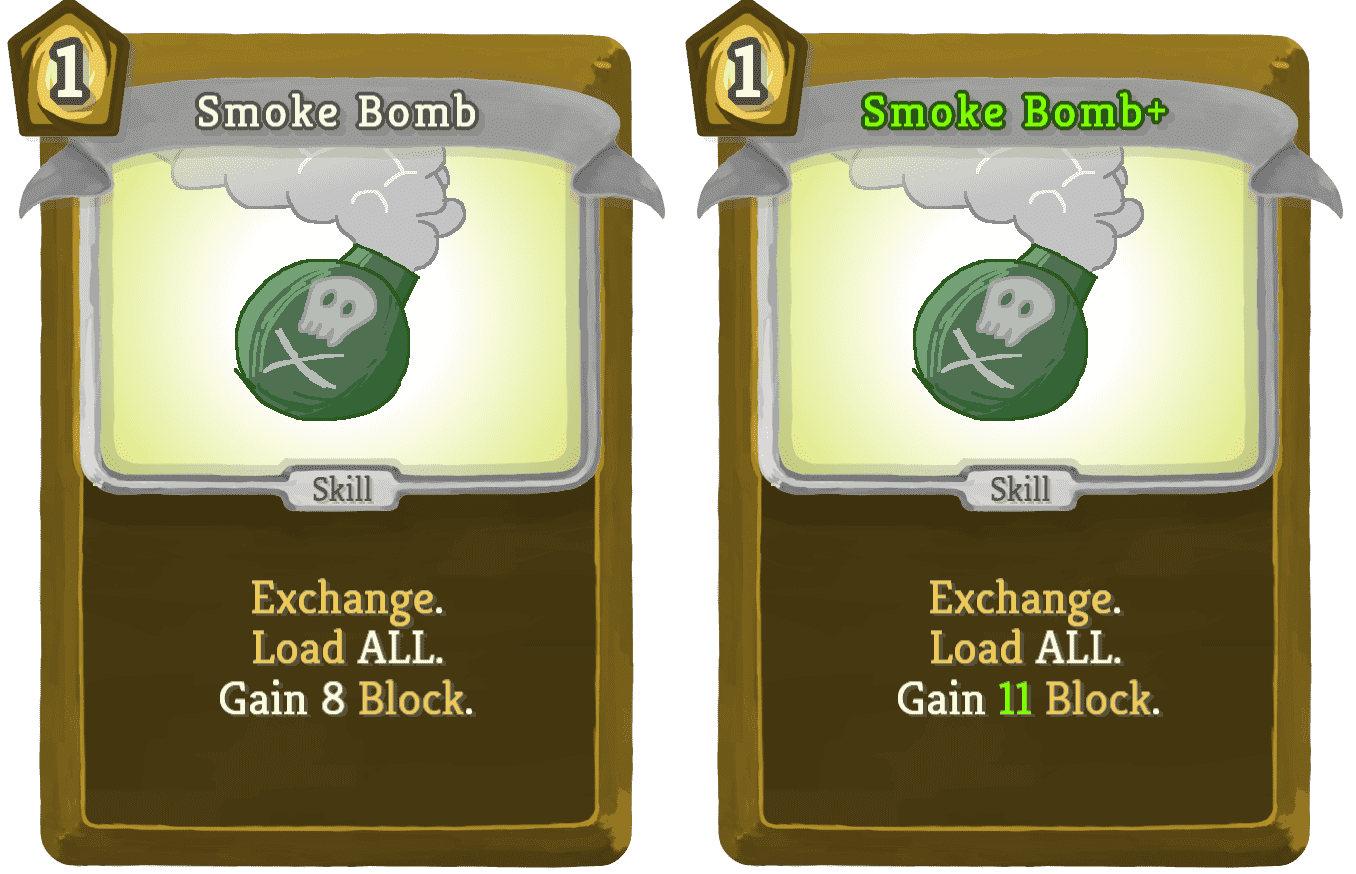 1
Smoke Bomb
Skill
Exchange.
Load ALL.
Gain 8 Block.
1
Smoke Bomb+
Skill
Exchange.
Load ALL.
Gain 11 Block.